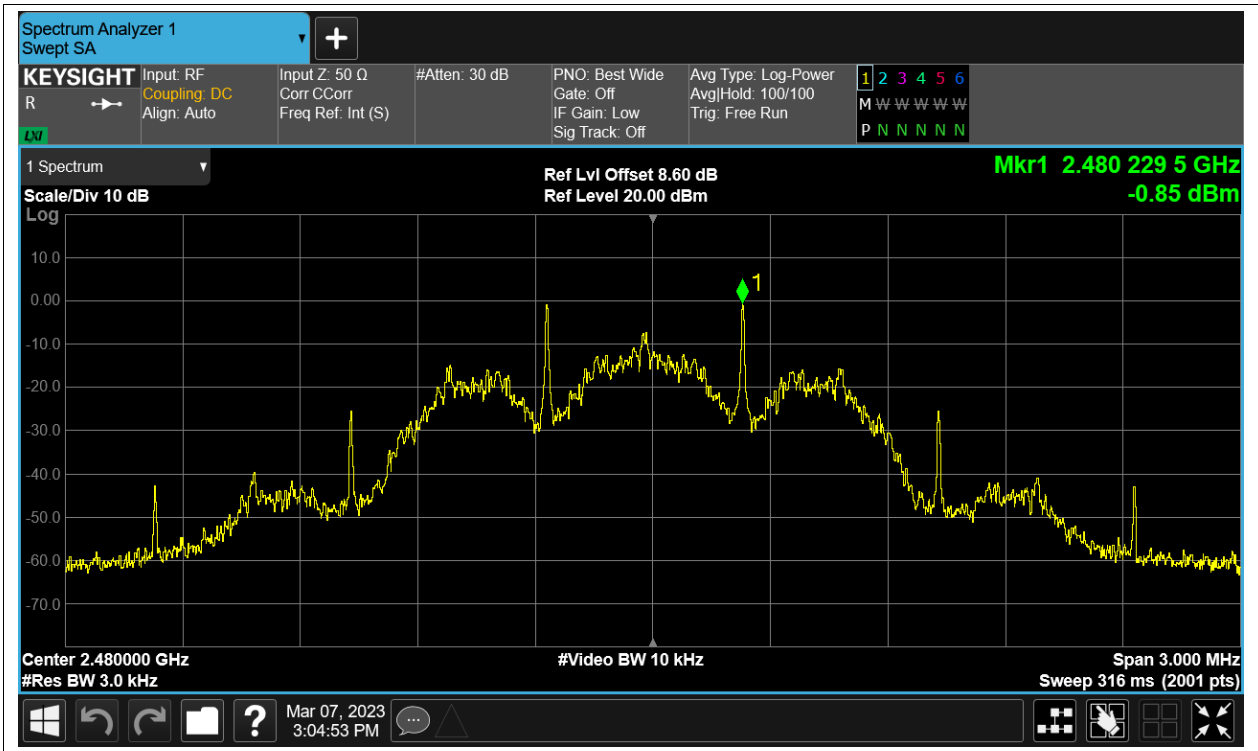 Spectrum Analyzer 1
Swept SA
+
KEYSIGHT Input: RF Input Z: 50 Ω #Atten: 30 dB PNO: Best Wide Avg Type: Log-Power 1 2 3 4 5 6
R Coupling: DC Corr CCorr Gate: Off Avg|Hold: 100/100 M W W W W W
Align: Auto Freq Ref: Int (S) IF Gain: Low Trig: Free Run
LXI Sig Track: Off P N N N N N
1 Spectrum Ref Lvl Offset 8.60 dB Mkr1 2.480 229 5 GHz
Scale/Div 10 dB Ref Level 20.00 dBm -0.85 dBm
Log
1
10.0
0.00
-10.0
-20.0
-30.0
-40.0
-50.0
-60.0
-70.0
Center 2.480000 GHz #Video BW 10 kHz Span 3.000 MHz
#Res BW 3.0 kHz Sweep 316 ms (2001 pts)
? Mar 07, 2023
3:04:53 PM